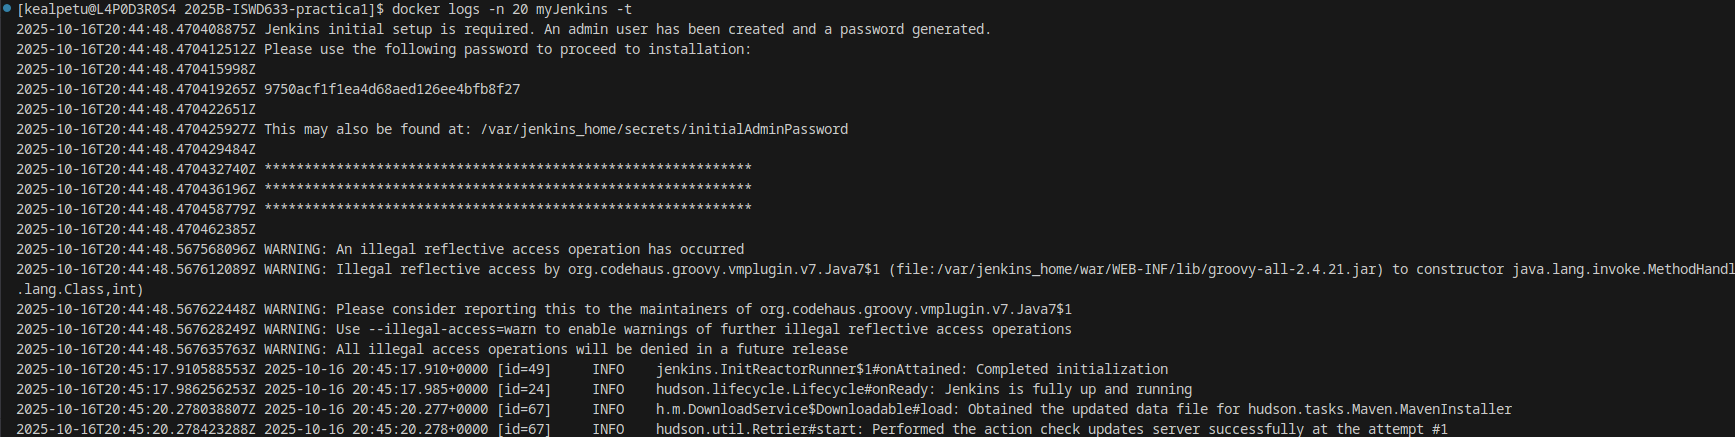 [kealpetu@L4P0D3R0S4 2025B-ISWD633-practica1]$ docker logs -n 20 myJenkins -t
2025-10-16T20:44:48.470408875Z Jenkins initial setup is required. An admin user has been created and a password generated.
2025-10-16T20:44:48.470412512Z Please use the following password to proceed to installation:
2025-10-16T20:44:48.470415998Z
2025-10-16T20:44:48.470419265Z 9750acf1f1ea4d68aed126ee4bfb8f27
2025-10-16T20:44:48.470422651Z
2025-10-16T20:44:48.470425927Z This may also be found at: /var/jenkins_home/secrets/initialAdminPassword
2025-10-16T20:44:48.470429484Z
2025-10-16T20:44:48.470432740Z *************************************************************
2025-10-16T20:44:48.470436196Z *************************************************************
2025-10-16T20:44:48.470458779Z *************************************************************
2025-10-16T20:44:48.470462385Z
2025-10-16T20:44:48.567568096Z WARNING: An illegal reflective access operation has occurred
2025-10-16T20:44:48.567612089Z WARNING: Illegal reflective access by org.codehaus.groovy.vmplugin.v7.Java7$1 (file:/var/jenkins_home/war/WEB-INF/lib/groovy-all-2.4.21.jar) to constructor java.lang.invoke.MethodHandl
.lang.Class,int)
2025-10-16T20:44:48.567622448Z WARNING: Please consider reporting this to the maintainers of org.codehaus.groovy.vmplugin.v7.Java7$1
2025-10-16T20:44:48.567628249Z WARNING: Use --illegal-access=warn to enable warnings of further illegal reflective access operations
2025-10-16T20:44:48.567635763Z WARNING: All illegal access operations will be denied in a future release
2025-10-16T20:45:17.910588553Z 2025-10-16 20:45:17.910+0000 [id=49]     INFO    jenkins.InitReactorRunner$1#onAttained: Completed initialization
2025-10-16T20:45:17.986256253Z 2025-10-16 20:45:17.985+0000 [id=24]     INFO    hudson.lifecycle.Lifecycle#onReady: Jenkins is fully up and running
2025-10-16T20:45:20.278038807Z 2025-10-16 20:45:20.277+0000 [id=67]     INFO    h.m.DownloadService$Downloadable#load: Obtained the updated data file for hudson.tasks.Maven.MavenInstaller
2025-10-16T20:45:20.278423288Z 2025-10-16 20:45:20.278+0000 [id=67]     INFO    hudson.util.Retrier#start: Performed the action check updates server successfully at the attempt #1